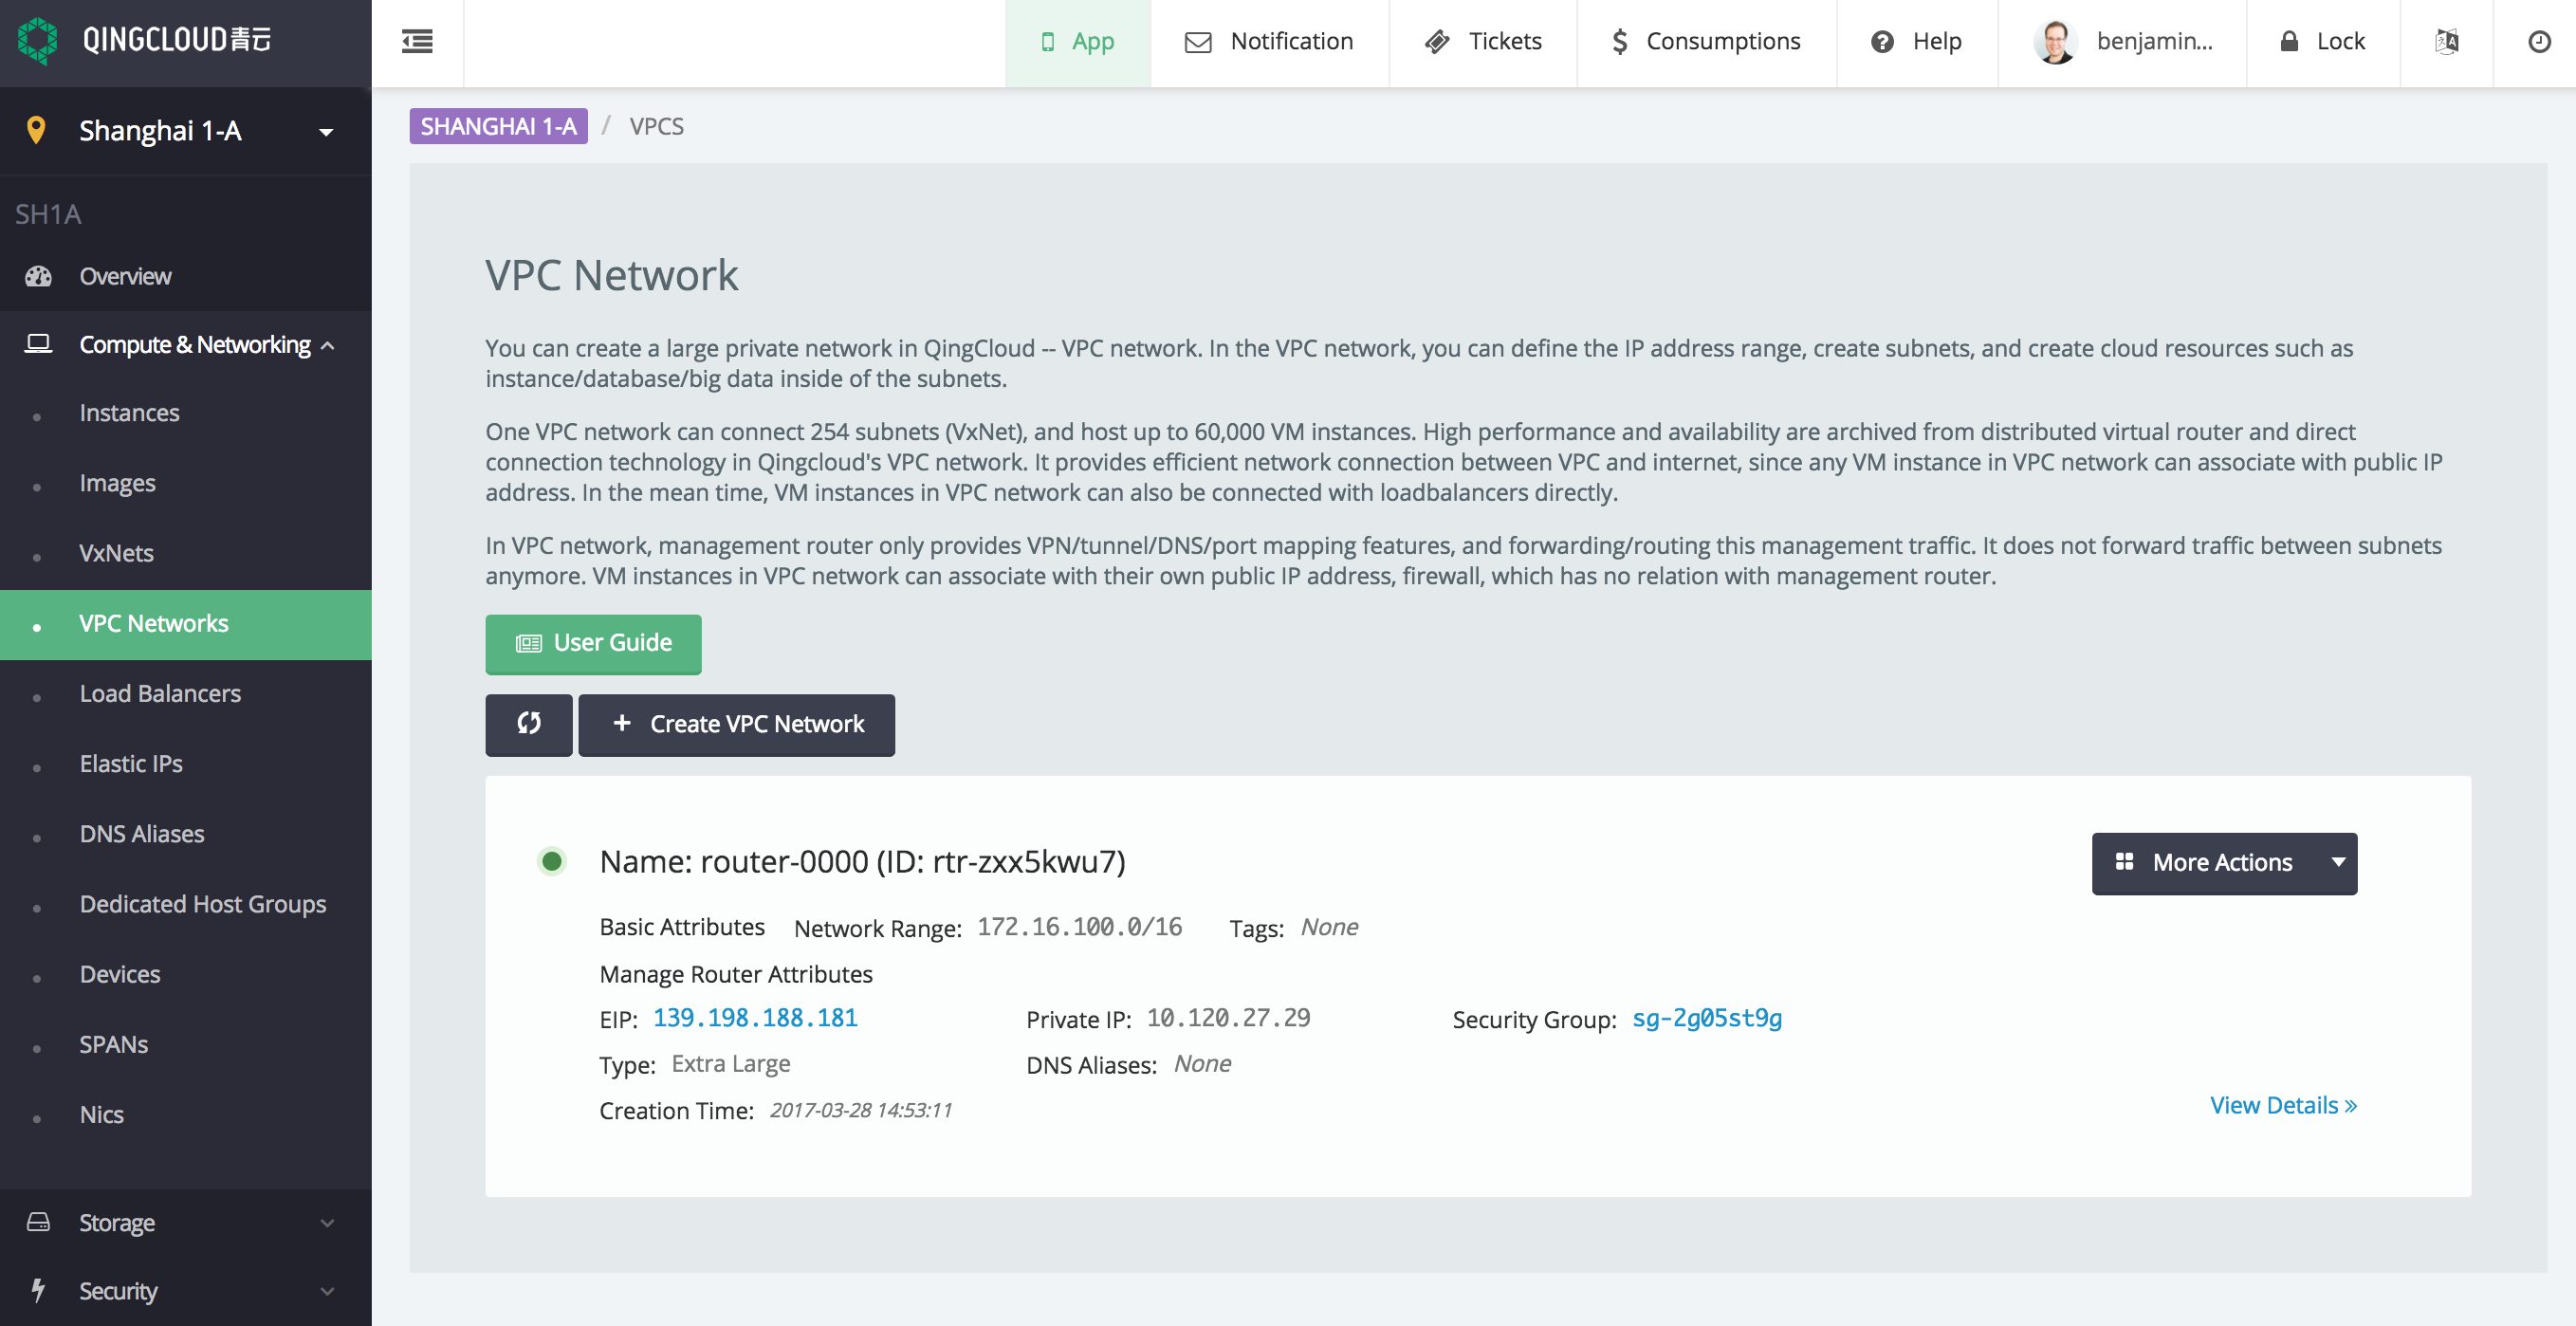 QINGCLOUD青云
App
Notification
Tickets
Consumptions
Help
benjamin...
Lock
Shanghai 1-A
SH1A
Overview
Compute & Networking
Instances
Images
VxNets
VPC Networks
Load Balancers
Elastic IPs
DNS Aliases
Dedicated Host Groups
Devices
SPANs
Nics
Storage
Security
SHANGHAI 1-A / VPCS
VPC Network
You can create a large private network in QingCloud -- VPC network. In the VPC network, you can define the IP address range, create subnets, and create cloud resources such as
instance/database/big data inside of the subnets.
One VPC network can connect 254 subnets (VxNet), and host up to 60,000 VM instances. High performance and availability are archived from distributed virtual router and direct
connection technology in Qingcloud's VPC network. It provides efficient network connection between VPC and internet, since any VM instance in VPC network can associate with public IP
address. In the mean time, VM instances in VPC network can also be connected with loadbalancers directly.
In VPC network, management router only provides VPN/tunnel/DNS/port mapping features, and forwarding/routing this management traffic. It does not forward traffic between subnets
anymore. VM instances in VPC network can associate with their own public IP address, firewall, which has no relation with management router.
User Guide
+ Create VPC Network
Name: router-0000 (ID: rtr-zxx5kwu7)
More Actions
Basic Attributes Network Range: 172.16.100.0/16 Tags: None
Manage Router Attributes
EIP: 139.198.188.181 Private IP: 10.120.27.29 Security Group: sg-2g05st9g
Type: Extra Large DNS Aliases: None
Creation Time: 2017-03-28 14:53:11
View Details »